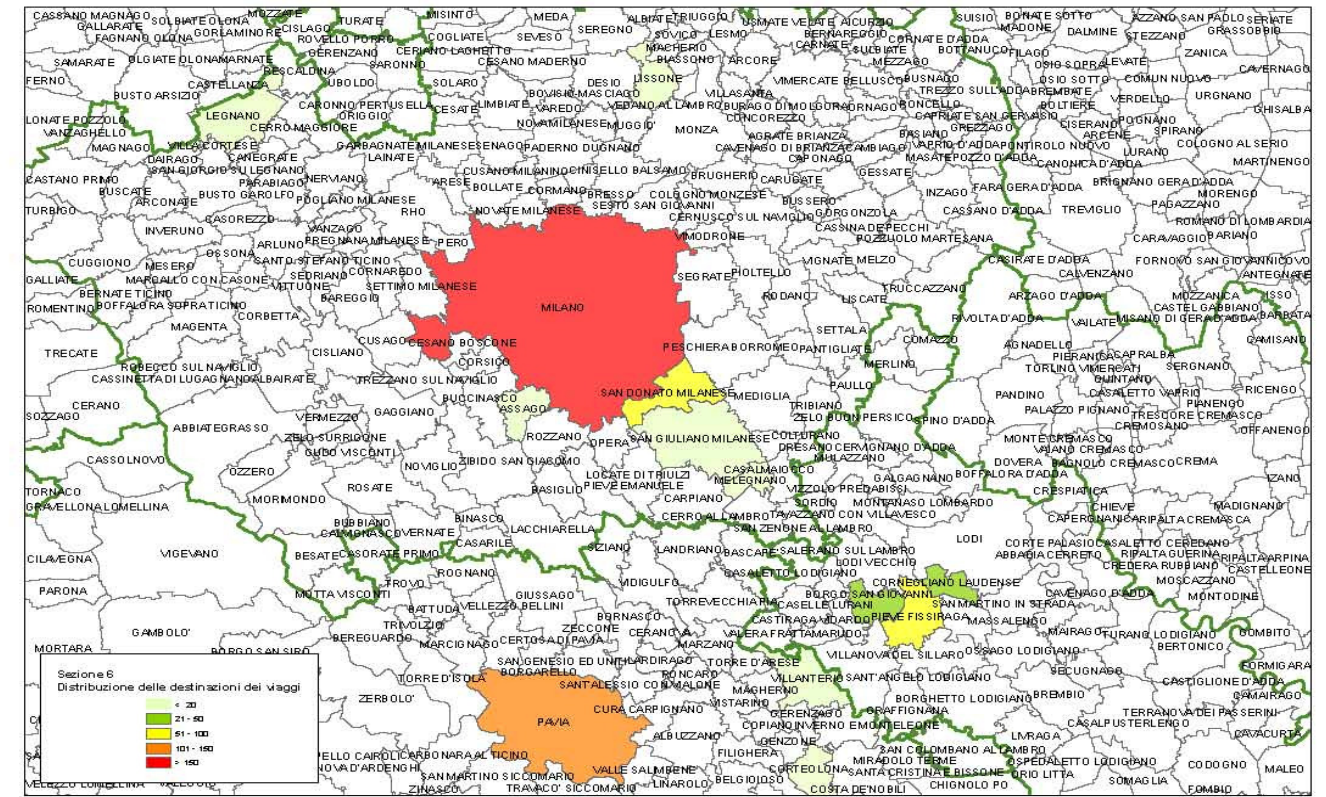 CASSANO MAGNAGO
SOLBIATE OLONA
MOZZATE
TURATE
MISINTO
MEDA
ALBIATE
TRIUGGIO
USMATE VELATE
AICURZIO
SUISIO
BONATE SOTTO
AZZANO SAN PAOLO
SERIATE
GALLARATE
CISLAGO
COGLIATE
SEREGNO
SOVICO
LESMO
BERNAREGGIO
CORNATE D'ADDA
MADONE
DALMINE
STEZZANO
GRASSOBBIO
FAGNANO OLONA
GORLA MINORE
ROVELLO PORRO
SEVESO
MACHERIO
CARNATE
SULBIATE
BOTTANUCO
FILAGO
SAMARATE
OLGIATE OLONA
MARNATE
GERENZANO
CERIANO LAGHETTO
CESANO MADERNO
BIASSONO
ARCORE
MEZZAGO
OSIO SOPRA
LEVATE
ZANICA
FERNO
CASTELLANZA
RESCALDINA
UBOLDO
SARONNO
SOLARO
DESIO
LISSONE
VIMERCATE
BELLUSCO
BUSNAGO
OSIO SOTTO
COMUN NUOVO
CAVERNAGO
BUSTO ARSIZIO
BOVISIO-MASCIAGO
VILLASANTA
TREZZO SULL'ADDA
BREMBATE
VERDELLO
URGNANO
LEGNANO
CARONNO PERTUSELLA
CESATE
LIMBIATE
VAREDO
VEDANO AL LAMBRO
BURAGO DI MOLGORA
ORNAGO
RONCELLO
BOLTIERE
GHISALBA
LONATE POZZOLO
ORIGGIO
CONCOREZZO
CAPRIATE SAN GERVASIO
POGNANO
VANZAGHELLO
CERRO MAGGIORE
NOVA MILANESE
MUGGIO'
MONZA
AGRATE BRIANZA
BASIANO
GREZZAGO
CISERANO
ARCENE
SPIRANO
MAGNAGO
VILLA CORTESE
GARBAGNATE MILANESE
SENAGO
PADERNO DUGNANO
CAVENAGO DI BRIANZA
CAMBIAGO
VAPRIO D'ADDA
PONTIROLO NUOVO
LURANO
COLOGNO AL SERIO
DAIRAGO
CANEGRATE
LAINATE
CAPONAGO
MASATE
POZZO D'ADDA
CANONICA D'ADDA
MARTINENGO
SAN GIORGIO SU LEGNANO
CUSANO MILANINO
CINISELLO BALSAMO
BRUGHERIO
CARUGATE
GESSATE
CASTANO PRIMO
PARABIAGO
NERVIANO
ARESE
BOLLATE
CORMANO
BRESSO
COLOGNO MONZESE
INZAGO
FARA GERA D'ADDA
BRIGNANO GERA D'ADDA
MORENGO
BUSCATE
ARCONATE
BUSTO GAROLFO
POGLIANO MILANESE
BUSSERO
PAGAZZANO
TURBIGO
RHO
NOVATE MILANESE
SESTO SAN GIOVANNI
CERNUSCO SUL NAVIGLIO
GORGONZOLA
CASSANO D'ADDA
TREVIGLIO
ROMANO DI LOMBARDIA
CASOREZZO
INVERUNO
VANZAGO
CASSINA DE'PECCHI
BARIANO
ARLUNO
PREGNANA MILANESE
PERO
VIMODRONE
POZZUOLO MARTESANA
CARAVAGGIO
CUGGIONO
OSSONA
SANTO STEFANO TICINO
VIGNATE
MELZO
CASIRATE D'ADDA
FORNOVO SAN GIOVANNI
COVO
MESERO
SEDRIANO
CORNAREDO
SEGRATE
PIOLTELLO
CALVENZANO
ANTEGNATE
GALLIATE
MARCALLO CON CASONE
VITTUONE
SETTIMO MILANESE
TRUCCAZZANO
BERNATE TICINO
BAREGGIO
RODANO
LISCATE
ARZAGO D'ADDA
MOZZANICA
ISSO
ROMENTINO
BOFFALORA SOPRA TICINO
MILANO
CASTEL GABBIANO
CORBETTA
RIVOLTA D'ADDA
VAILATE
MISANO DI GERA D'ADDA
BARBATA
MAGENTA
SETTALA
CUSAGO
CESANO BOSCONE
COMAZZO
CAMISANO
TRECATE
CISLIANO
PESCHIERA BORROMEO
PANTIGLIATE
AGNADELLO
PIERANICA
CAPRALBA
ROBECCO SUL NAVIGLIO
CORSICO
MERLINO
TORLINO VIMERCATI
SERGNANO
CASSINETTA DI LUGAGNANO
ALBAIRATE
TREZZANO SUL NAVIGLIO
QUINTANO
PAULLO
RICENGO
CERANO
BUCCINASCO
SAN DONATO MILANESE
MEDIGLIA
PANDINO
CASALETTO VAPRIO
SOZZAGO
VERMEZZO
GAGGIANO
ASSAGO
TRIBIANO
PALAZZO PIGNANO
PIANENGO
ZELO BUON PERSICO
SPINO D'ADDA
TRESCORE CREMASCO
ABBIATEGRASSO
CREMOSANO
OFFANENGO
ZELO SURRIGONE
ROZZANO
OPERA
SAN GIULIANO MILANESE
COLTURANO
MONTE CREMASCO
GUDO VISCONTI
DRESANO
CERVIGNANO D'ADDA
VAIANO CREMASCO
CASSOLNOVO
NOVIGLIO
ZIBIDO SAN GIACOMO
MULAZZANO
DOVERA
BAGNOLO CREMASCO
CREMA
OZZERO
LOCATE DI TRIULZI
CASALMAIOCCO
BOFFALORA D'ADDA
PIEVE EMANUELE
MELEGNANO
GALGAGNANO
IZANO
TORNACO
ROSATE
BASIGLIO
VIZZOLO PREDABISSI
CRESPIATICA
MORIMONDO
CARPIANO
SORDIO
MONTANASO LOMBARDO
CHIEVE
MADIGNANO
GRAVELLONA LOMELLINA
CERRO AL LAMBRO
TAVAZZANO CON VILLAVESCO
CAPERGNANICA
RIPALTA CREMASCA
BUBBIANO
BINASCO
LACCHIARELLA
SAN ZENONE AL LAMBRO
CALVIGNASCO
VERNATE
LODI
VIGEVANO
CASARILE
SIZIANO
LANDRIANO
BASCAPE'
SALERANO SUL LAMBRO
CORTE PALASIO
CASALETTO CEREDANO
CILAVEGNA
BESATE
CASORATE PRIMO
LODI VECCHIO
ABBADIA CERRETO
RIPALTA GUERINA
RIPALTA ARPINA
ROGNANO
CASALETTO LODIGIANO
CREDERA RUBBIANO
CASTELLEONE
TROVO
VIDIGULFO
CORNEGLIANO LAUDENSE
MOSCAZZANO
PARONA
MOTTA VISCONTI
GIUSSAGO
BORGO SAN GIOVANNI
CAVENAGO D'ADDA
MONTODINE
BATTUDA
VELLEZZO BELLINI
TORREVECCHIA PIA
CASELLE LURANI
SAN MARTINO IN STRADA
BORNASCO
CASTIRAGA VIDARDO
PIEVE FISSIRAGA
MASSALENGO
TRIVOLZIO
ZECCONE
GAMBOLO'
CERANOVA
VALERA FRATTA
MARUDO
MAIRAGO
TURANO LODIGIANO
GOMBITO
BEREGUARDO
CERTOSA DI PAVIA
MARCIGNAGO
MARZANO
BERTONICO
MORTARA
BORGO SAN SIRO
VILLANOVA DEL SILLARO
OSSAGO LODIGIANO
SAN GENESIO ED UNITI
LARDIRAGO
TORRE D'ARESE
SECUGNAGO
FORMIGARA
Sezione 6
BORGARELLO
RONCARO
TORRE D'ISOLA
VILLANTERIO
SANT'ANGELO LODIGIANO
CASTIGLIONE D'ADDA
Distribuzione delle destinazioni dei viaggi
SANT'ALESSIO CON VIALONE
MAGHERNO
BREMBIO
CAMAIRAGO
ZERBOLO'
VISTARINO
BORGHETTO LODIGIANO
< 20
CURA CARPIGNANO
GERENZAGO
GRAFFIGNANA
TERRANOVA DEI PASSERINI
21 - 50
PAVIA
COPIANO
INVERNO E MONTELEONE
CASALPUSTERLENGO
51 - 100
ALBUZZANO
GENZONE
LIVRAGA
CAVACURTA
101 - 150
CARBONARA AL TICINO
FILIGHERA
SAN COLOMBANO AL LAMBRO
> 150
VALLE SALIMBENE
CORTEOLONA
MIRADOLO TERME
OSPEDALETTO LODIGIANO
CODOGNO
MALEO
SAN MARTINO SICCOMARIO
BELGIOIOSO
SANTA CRISTINA E BISSONE
ORIO LITTA
SOMAGLIA
ZINASCO
TRAVACO' SICCOMARIO
LINAROLO
COSTA DE'NOBILI
CHIGNOLO PO
FOMBIO